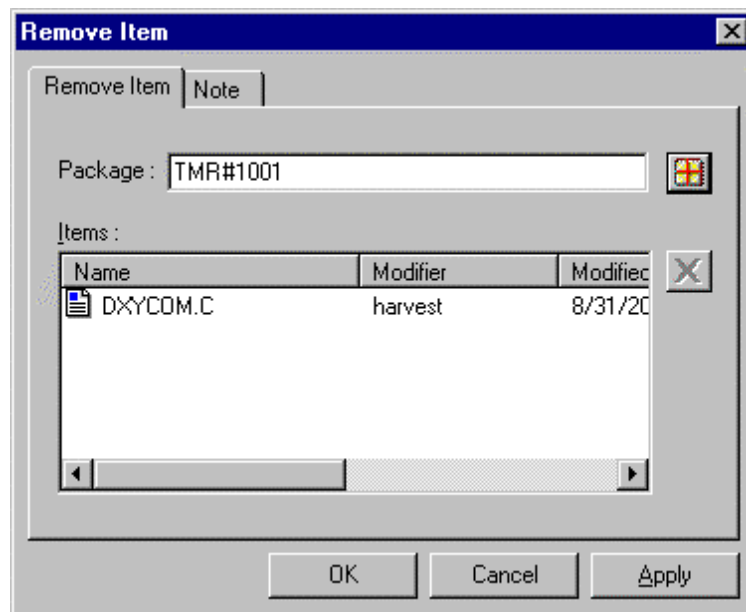 Remove Item
Remove Item Note
Package : TMR#1001
Items :
Name Modifier Modified
DXYCOM.C harvest 8/31/20
OK Cancel Apply